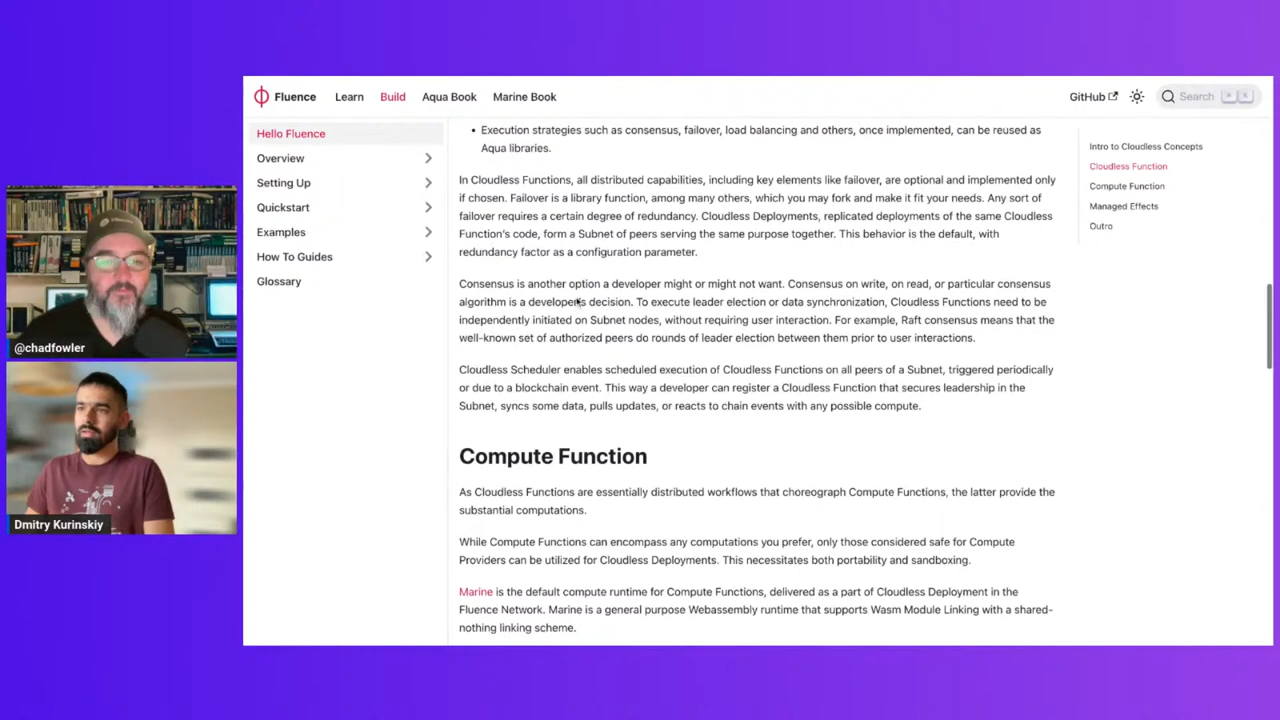 Fluence
Learn
Build
Aqua Book
Marine Book
GitHub
Search
Hello Fluence
Overview
Setting Up
Quickstart
Examples
How To Guides
Glossary
Execution strategies such as consensus, failover, load balancing and others, once implemented, can be reused as
Aqua libraries.
In Cloudless Functions, all distributed capabilities, including key elements like failover, are optional and implemented only
if chosen. Failover is a library function, among many others, which you may fork and make it fit your needs. Any sort of
failover requires a certain degree of redundancy. Cloudless Deployments, replicated deployments of the same Cloudless
Function's code, form a Subnet of peers serving the same purpose together. This behavior is the default, with
redundancy factor as a configuration parameter.
Consensus is another option a developer might or might not want. Consensus on write, on read, or particular consensus
algorithm is a developer's decision. To execute leader election or data synchronization, Cloudless Functions need to be
independently initiated on Subnet nodes, without requiring user interaction. For example, Raft consensus means that the
well-known set of authorized peers do rounds of leader election between them prior to user interactions.
Cloudless Scheduler enables scheduled execution of Cloudless Functions on all peers of a Subnet, triggered periodically
or due to a blockchain event. This way a developer can register a Cloudless Function that secures leadership in the
Subnet, syncs some data, pulls updates, or reacts to chain events with any possible compute.
Compute Function
As Cloudless Functions are essentially distributed workflows that choreograph Compute Functions, the latter provide the
substantial computations.
While Compute Functions can encompass any computations you prefer, only those considered safe for Compute
Providers can be utilized for Cloudless Deployments. This necessitates both portability and sandboxing.
Marine is the default compute runtime for Compute Functions, delivered as a part of Cloudless Deployment in the
Fluence Network. Marine is a general purpose Webassembly runtime that supports Wasm Module Linking with a shared-
nothing linking scheme.
Intro to Cloudless Concepts
Cloudless Function
Compute Function
Managed Effects
Outro
@chadfowler
Dmitry Kurinskiy